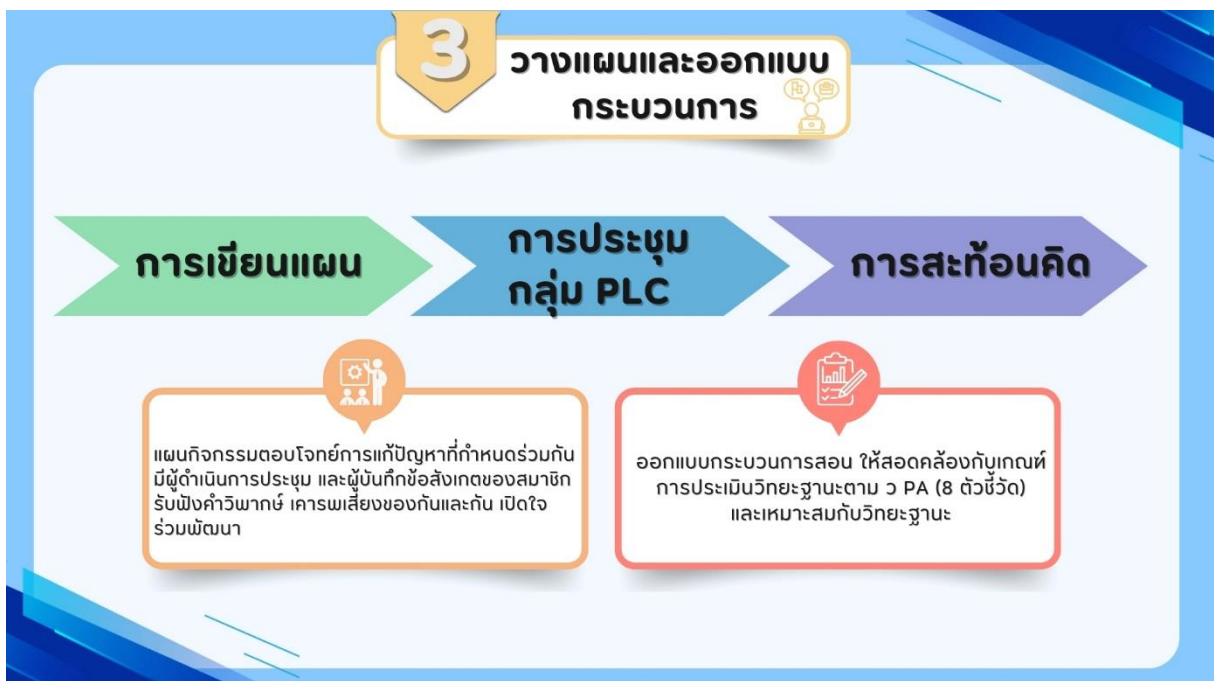 3
วางแผนและออกแบบ
กระบวนการ
การเขียนแผน
การประชุม
กลุ่ม PLC
การสะท้อนคิด
แผนกิจกรรมตอบโจทย์การแก้ปัญหาที่กำหนดร่วมกัน
มีผู้ดำเนินการประชุม และผู้บันทึกข้อสังเกตของสมาชิก
รับฟังคำวิพากษ์ เคารพเสียงของกันและกัน เปิดใจ
ร่วมพัฒนา
ออกแบบกระบวนการสอน ให้สอดคล้องกับเกณฑ์
การประเมินวิทยะฐานะตาม ว PA (8 ตัวชี้วัด)
และเหมาะสมกับวิทยะฐานะ